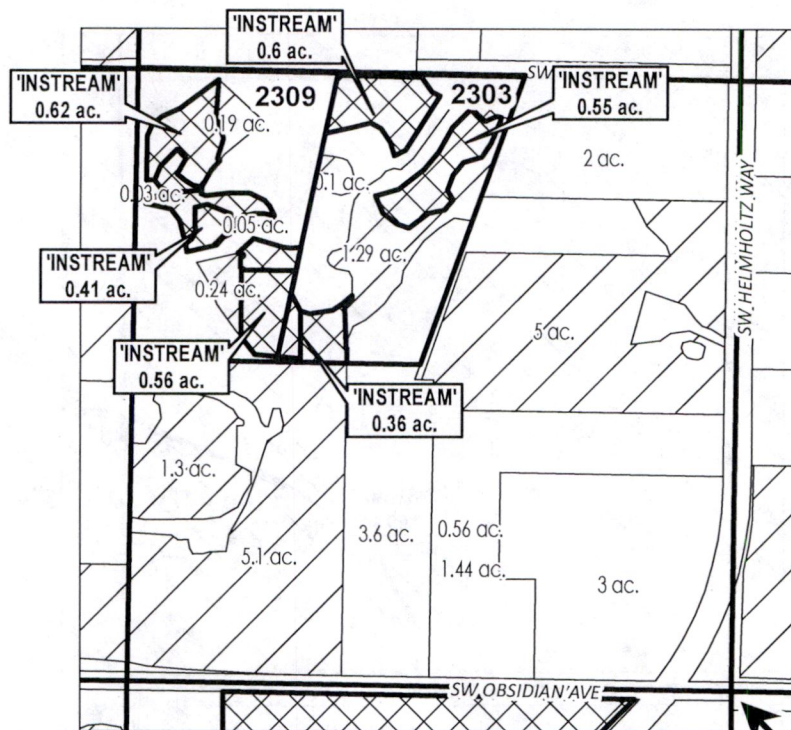 'INSTREAM'
0.6 ac.
SW
'INSTREAM'
0.62 ac.
2309
2303
'INSTREAM'
0.55 ac.
0.19 ac.
2 ac.
0.03 ac.
0.1 ac.
0.05 ac.
1.29 ac.
'INSTREAM'
0.41 ac.
0.24 ac.
5 ac.
SW HELMHOLTZ WAY
'INSTREAM'
0.56 ac.
'INSTREAM'
0.36 ac.
1.3 ac.
5.1 ac.
3.6 ac.
0.56 ac.
1.44 ac.
3 ac.
SW OBSIDIAN AVE